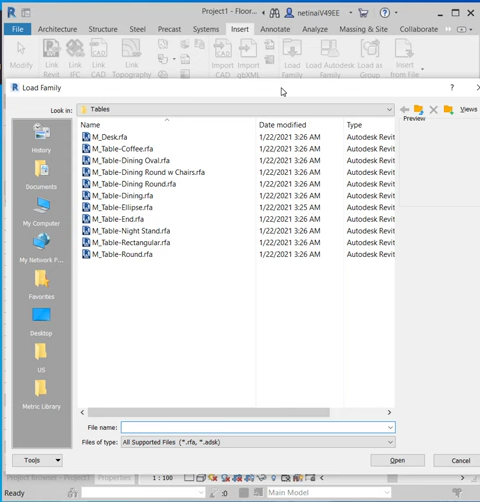 Project1 - Floor...
netinaiV49EE
File Architecture Structure Steel Precast Systems Insert Annotate Analyze Massing & Site Collaborate
Modify Link Revit Link IFC Link CAD Link Topography Import CAD Import gbXML Load Family Load Autodesk Family Load as Group Insert from File
Load Family
Look in: Tables Views
Preview
Name Date modified Type
M_Desk.rfa 1/22/2021 3:26 AM Autodesk Revit
M_Table-Coffee.rfa 1/22/2021 3:26 AM Autodesk Revit
M_Table-Dining Oval.rfa 1/22/2021 3:26 AM Autodesk Revit
M_Table-Dining Round w Chairs.rfa 1/22/2021 3:26 AM Autodesk Revit
M_Table-Dining Round.rfa 1/22/2021 3:26 AM Autodesk Revit
M_Table-Dining.rfa 1/22/2021 3:26 AM Autodesk Revit
M_Table-Ellipse.rfa 1/22/2021 3:25 AM Autodesk Revit
M_Table-End.rfa 1/22/2021 3:26 AM Autodesk Revit
M_Table-Night Stand.rfa 1/22/2021 3:26 AM Autodesk Revit
M_Table-Rectangular.rfa 1/22/2021 3:26 AM Autodesk Revit
M_Table-Round.rfa 1/22/2021 3:26 AM Autodesk Revit
History
Documents
My Computer
My Network P...
Favorites
Desktop
US
Metric Library
File name:
Files of type: All Supported Files (*.rfa, *.adsk)
Tools Open Cancel
Project Browser - Project1 Properties 1 : 100
Ready :0 Main Model